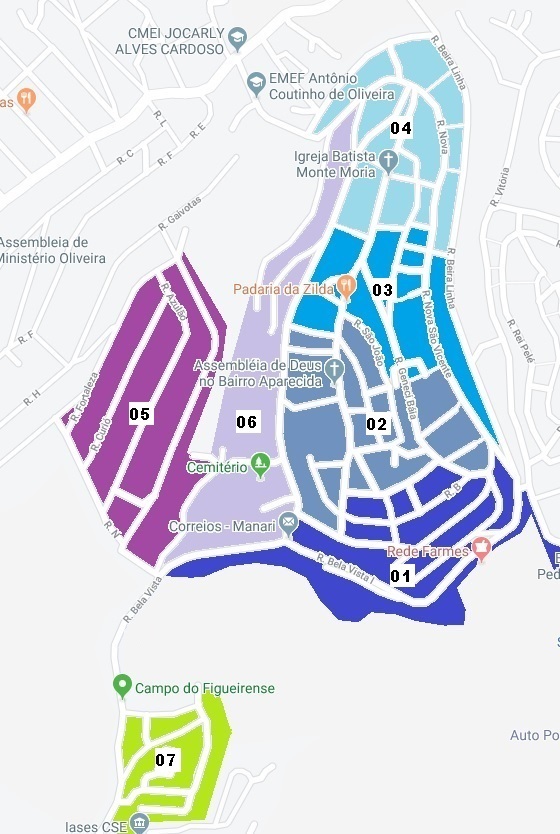 CMEI JOCARLY
ALVES CARDOSO
R. Beira Linha
EMEF Antônio
Coutinho de Oliveira
as
R. L
R. E
R. F
R. C
04
R. Nova
Igreja Batista
Monte Moria
R. Vitória
R. Gaivotas
Assembleia de
Ministério Oliveira
R. Beira Linha
Padaria da Zilda
03
R. Azulão
R. Nova São Vicente
R. São João
R. Rei Pelé
R. F
Assembléia de Deus
no Bairro Aparecida
R. Geneci Báia
R. H
R. Fortaleza
05
R. Curió
06
02
Cemitério
R. B
R. N
Correios - Manari
Rede Farmes
R. Bela Vista I
01
E
Ped
R. Bela Vista
Campo do Figueirense
Auto Po
07
Iases CSE